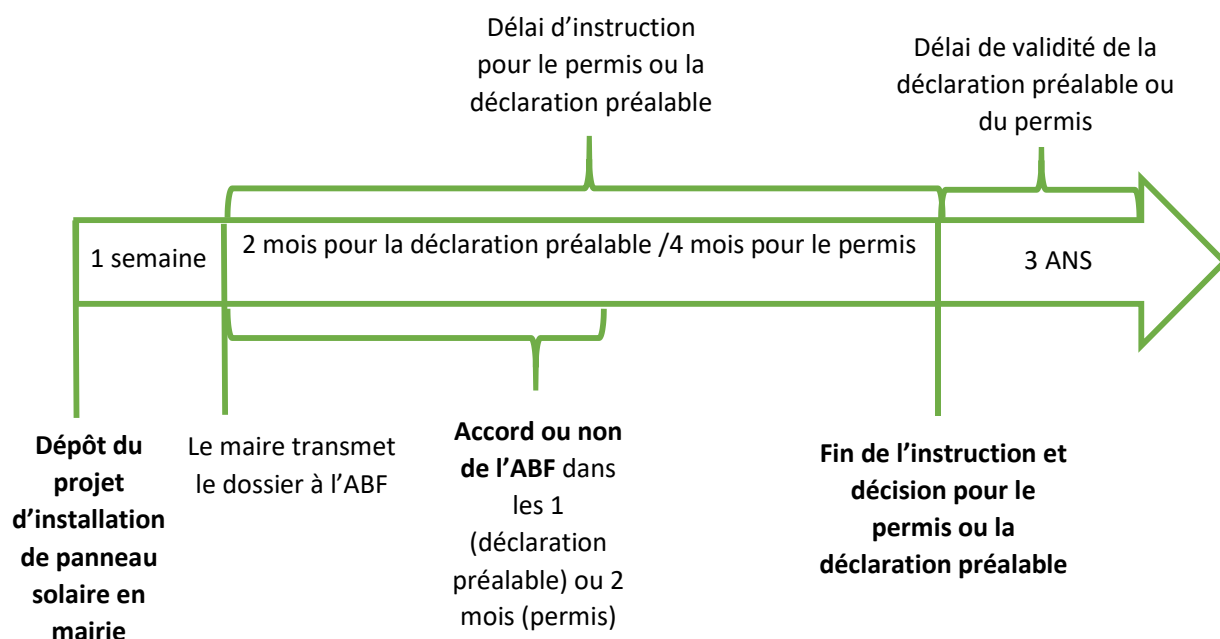 Délai d’instruction
pour le permis ou la
déclaration préalable
Délai de validité de la
déclaration préalable ou
du permis
1 semaine
2 mois pour la déclaration préalable /4 mois pour le permis
3 ANS
Dépôt du
projet
d’installation
de panneau
solaire en
mairie
Le maire transmet
le dossier à l’ABF
Accord ou non
de l’ABF dans
les 1
(déclaration
préalable) ou 2
mois (permis)
Fin de l’instruction et
décision pour le
permis ou la
déclaration préalable